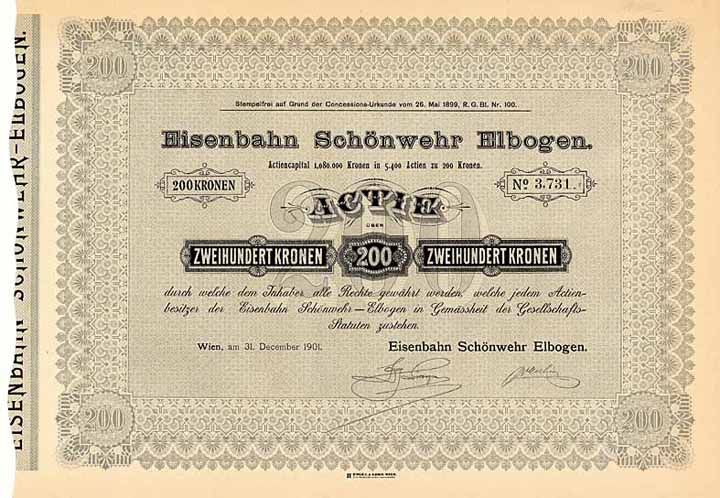 200
200
EISENBAHN SCHÖNWEHR-ELBOGEN.
Stempelfrei auf Grund der Concessions-Urkunde vom 26. Mai 1899, R. G. Bl. Nr. 100.
Eisenbahn Schönwehr Elbogen.
Actiencapital 1,080.000 Kronen in 5.400 Actien zu 200 Kronen.
200 KRONEN
No 3.731.
200
ACTIE
ÜBER
ZWEIHUNDERT KRONEN 200 ZWEIHUNDERT KRONEN
durch welche dem Inhaber alle Rechte gewährt werden, welche jedem Actien-
besitzer der Eisenbahn Schönwehr—Elbogen in Gemässheit der Gesellschafts-
Statuten zustehen.
Wien, am 31. December 1901.
Eisenbahn Schönwehr Elbogen.
200
200